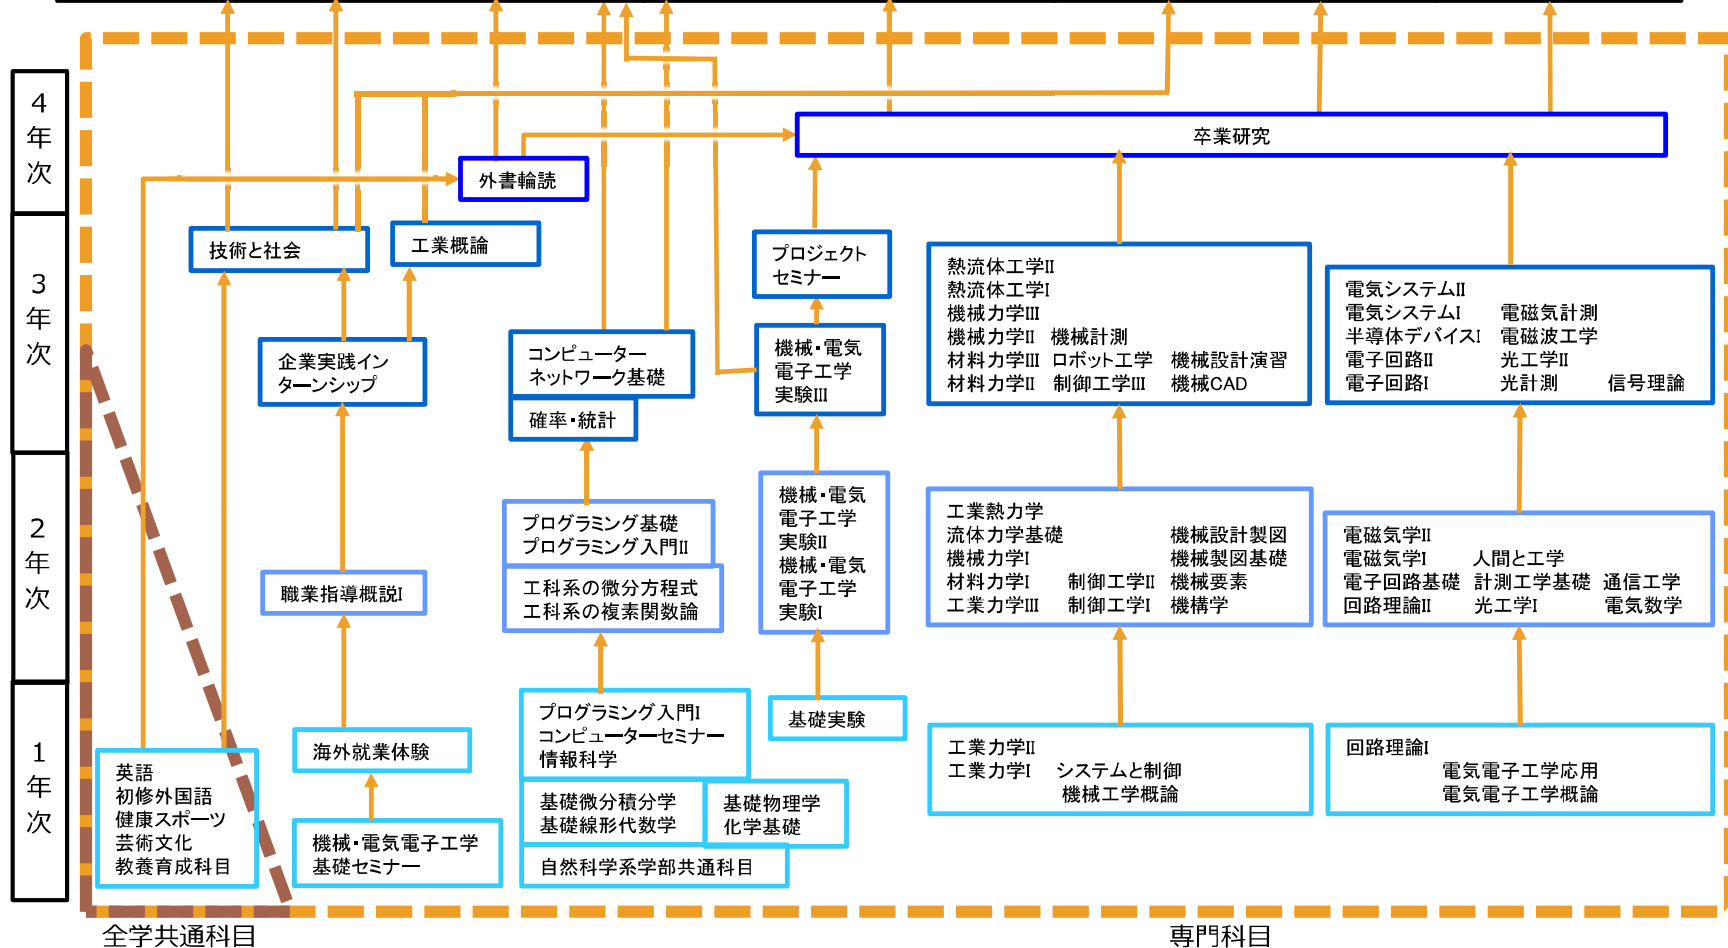 4
年
次
卒業研究
外書輪読
3
年
次
技術と社会
工業概論
企業実践イン
ターンシップ
コンピューター
ネットワーク基礎
確率・統計
プロジェクト
セミナー
機械・電気
電子工学
実験III
熱流体工学II
熱流体工学I
機械力学III
機械力学II 機械計測
材料力学III ロボット工学 機械設計演習
材料力学II 制御工学III 機械CAD
電気システムII
電気システムI 電磁気計測
半導体デバイスI 電磁波工学
電子回路II 光工学II
電子回路I 光計測 信号理論
2
年
次
職業指導概説I
プログラミング基礎
プログラミング入門II
工科系の微分方程式
工科系の複素関数論
機械・電気
電子工学
実験II
機械・電気
電子工学
実験I
工業熱力学
流体力学基礎 機械設計製図
機械力学I 機械製図基礎
材料力学I 制御工学II 機械要素
工業力学III 制御工学I 機構学
電磁気学II
電磁気学I 人間と工学
電子回路基礎 計測工学基礎 通信工学
回路理論II 光工学I 電気数学
1
年
次
英語
初修外国語
健康スポーツ
芸術文化
教養育成科目
海外就業体験
機械・電気電子工学
基礎セミナー
プログラミング入門I
コンピューターセミナー
情報科学
基礎微分積分学
基礎線形代数学
基礎物理学
化学基礎
自然科学系学部共通科目
基礎実験
工業力学II
工業力学I システムと制御
機械工学概論
回路理論I
電気電子工学応用
電気電子工学概論
全学共通科目
専門科目